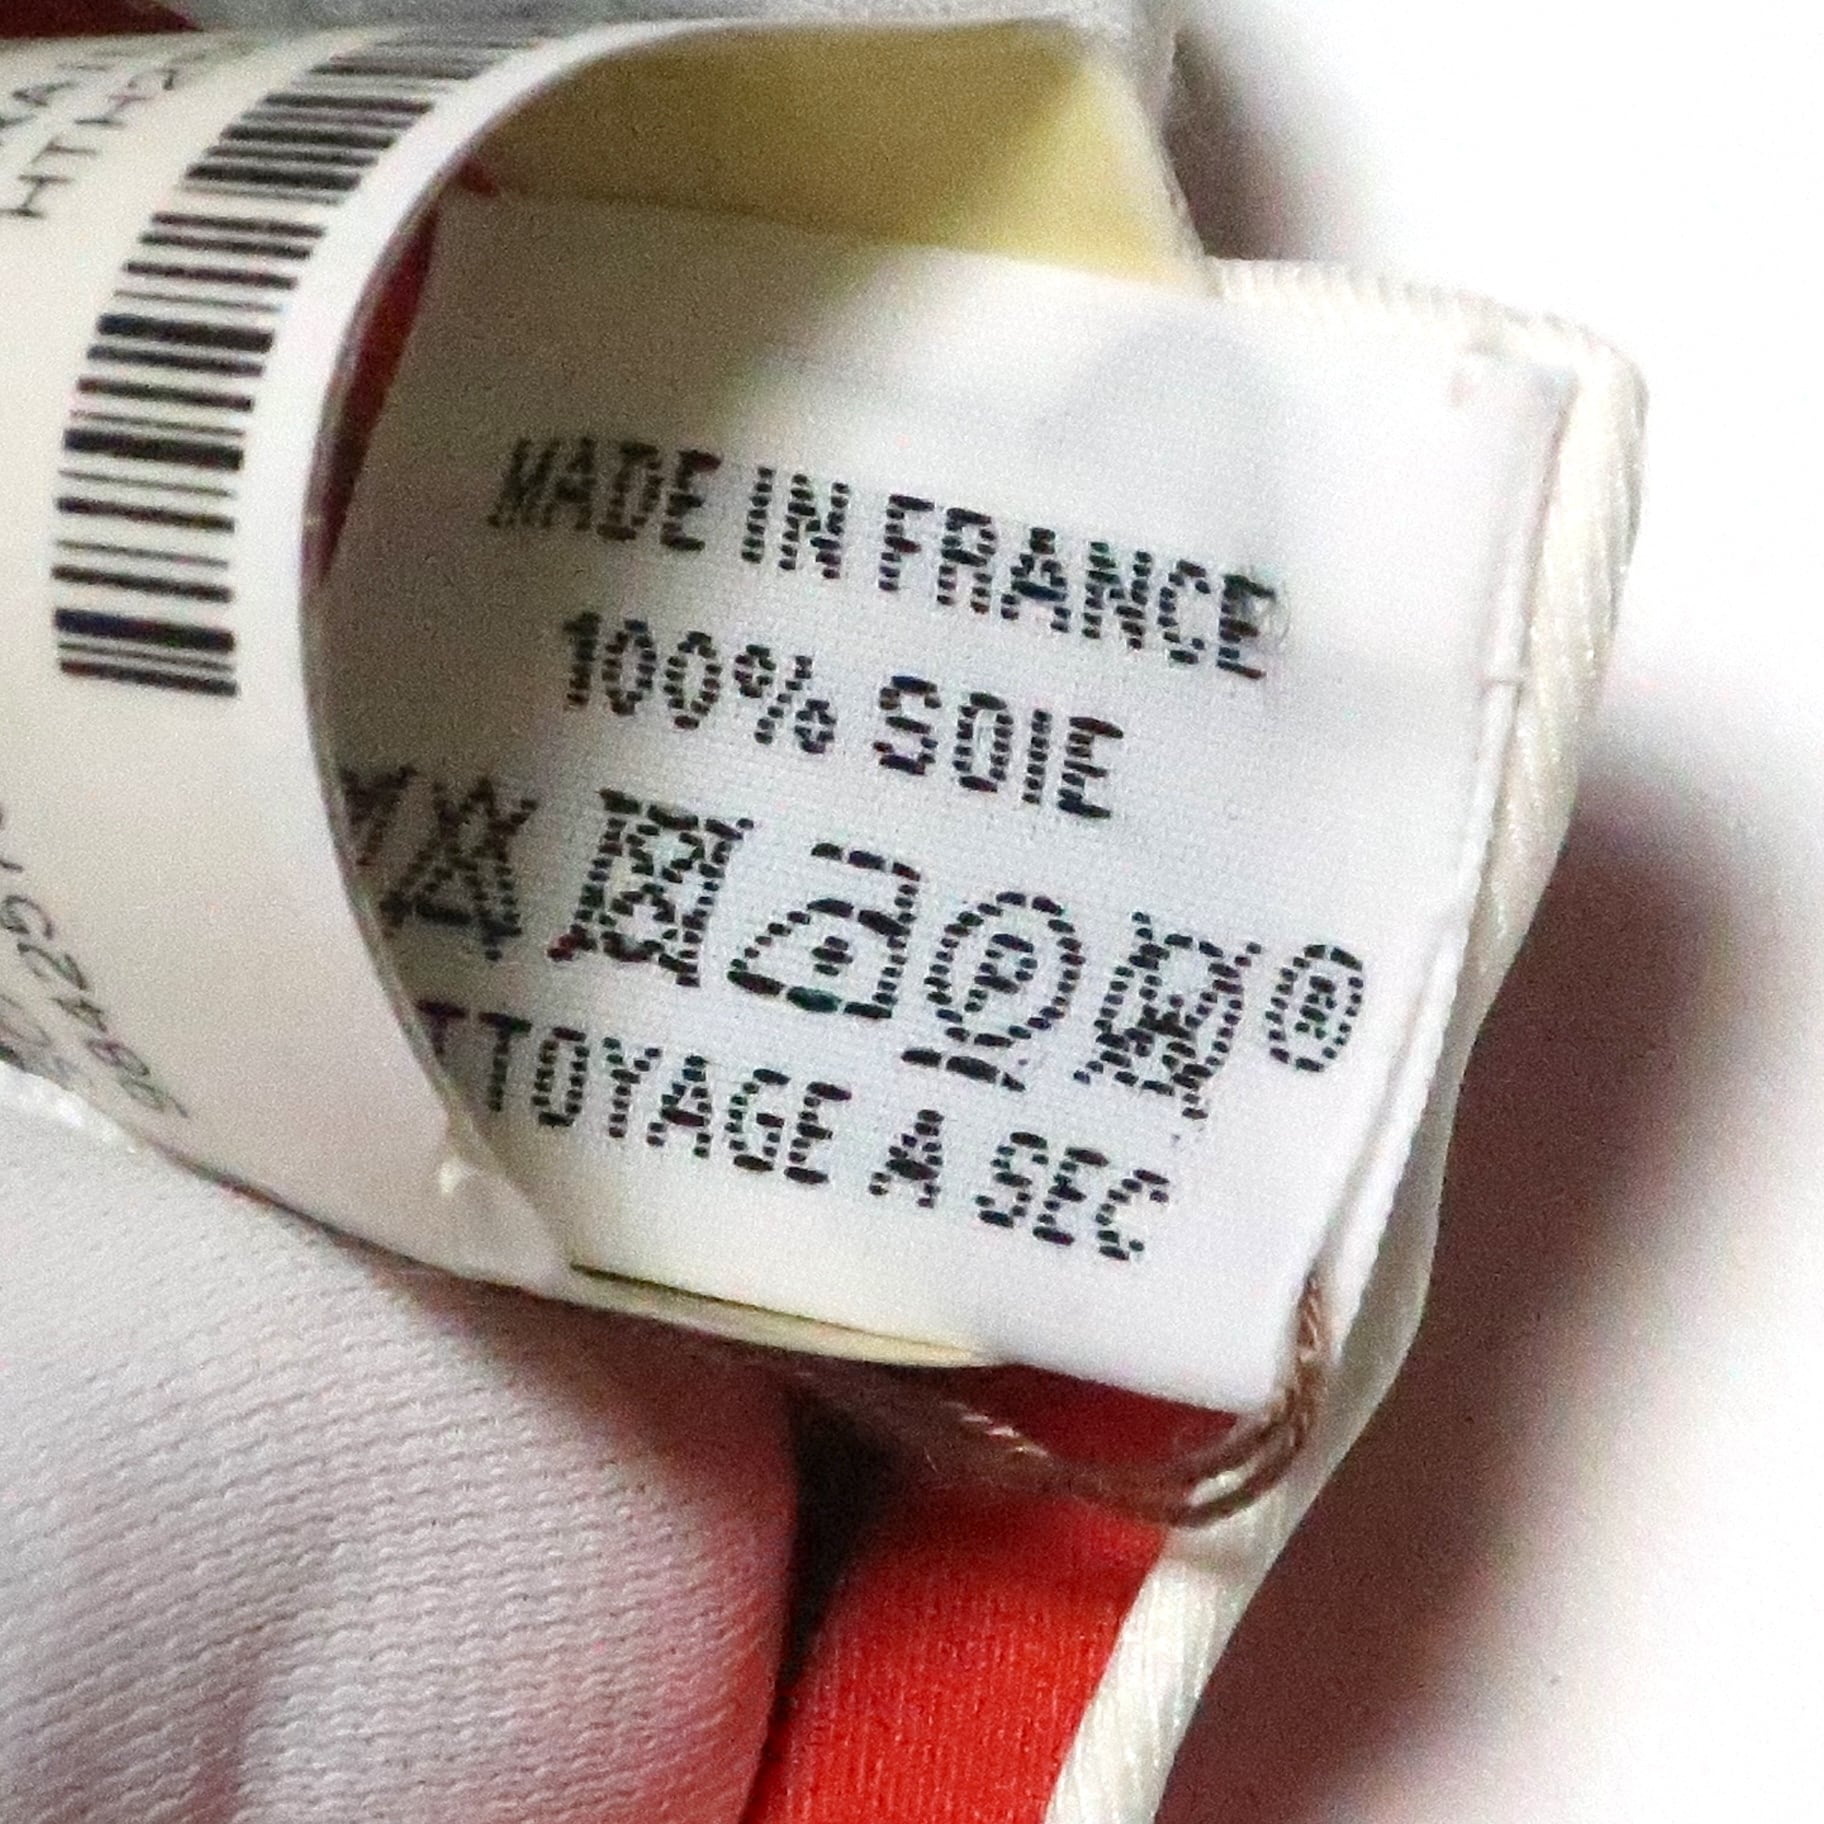 MADE IN FRANCE
100% SOIE
P
®
TTOYAGE A SEC